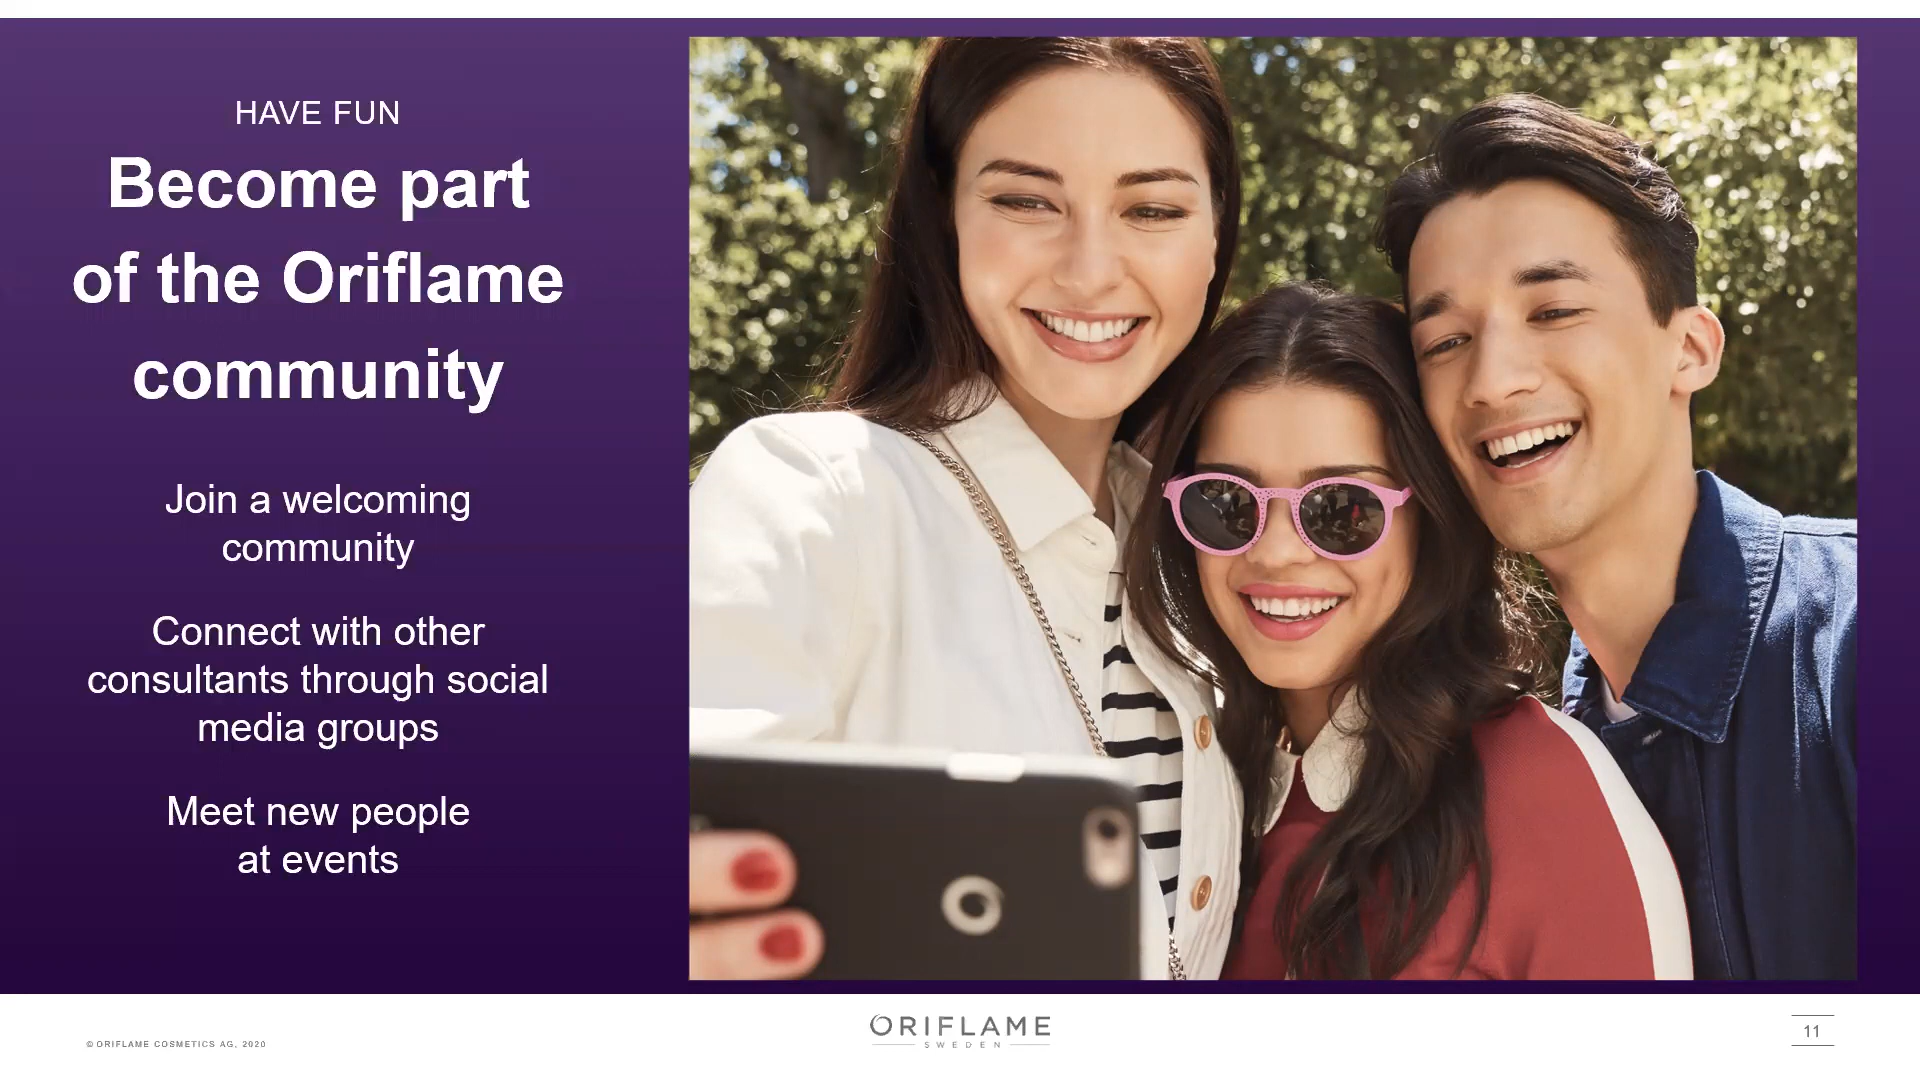 HAVE FUN
Become part
of the Oriflame
community
Join a welcoming
community
Connect with other
consultants through social
media groups
Meet new people
at events
© ORIFLAME COSMETICS AG, 2020
ORIFLAME
SWEDEN
11